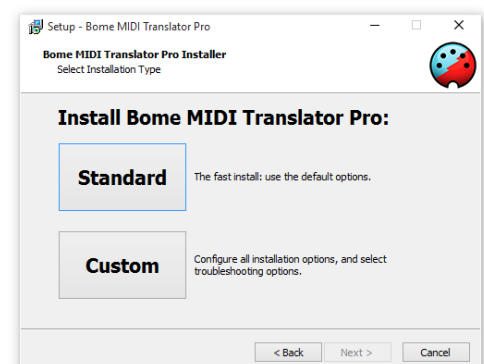 Setup - Bome MIDI Translator Pro
Bome MIDI Translator Pro Installer
Select Installation Type
Install Bome MIDI Translator Pro:
Standard
The fast install: use the default options.
Custom
Configure all installation options, and select
troubleshooting options.
< Back
Next >
Cancel